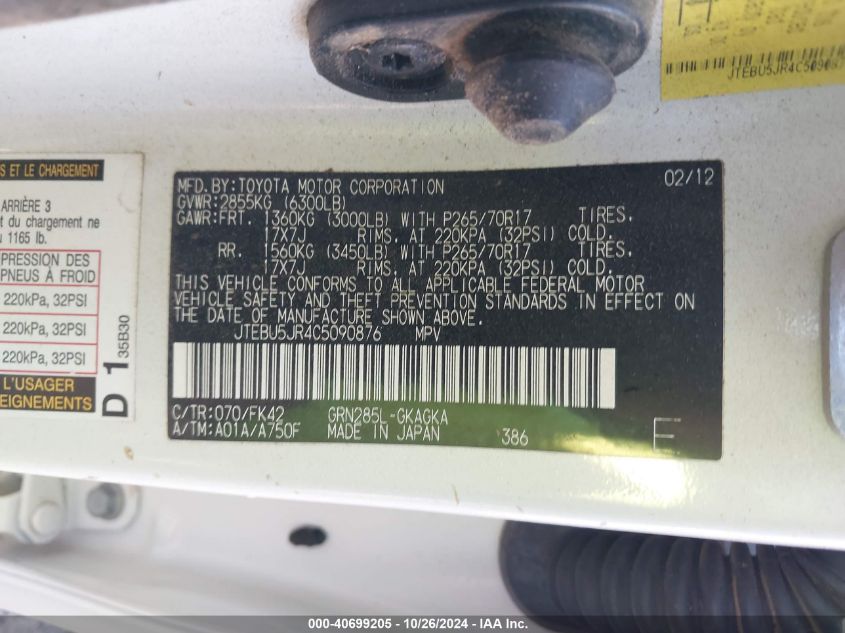 JTEBU5JR4C509087
S ET LE CHARGEMENT
ARRIÈRE 3
t du chargement ne
1165 lb.
PRESSION DES
PNEUS À FROID
220kPa, 32PSI
220kPa, 32PSI
220kPa, 32PSI
L'USAGER
EIGNEMENTS
D 1 35B30
MFD.BY:TOYOTA MOTOR CORPORATION 02/12
GVWR:2855KG (6300LB)
GAWR:FRT. 1360KG (3000LB) WITH P265/70R17 TIRES.
17X7J RIMS, AT 220KPA (32PSI) COLD.
RR. 1560KG (3450LB) WITH P265/70R17 TIRES.
17X7J RIMS, AT 220KPA (32PSI) COLD.
THIS VEHICLE CONFORMS TO ALL APPLICABLE FEDERAL MOTOR
VEHICLE SAFETY AND THEFT PREVENTION STANDARDS IN EFFECT ON
THE DATE OF MANUFACTURE SHOWN ABOVE.
JTEBU5JR4C5090876 MPV
C/TR:070/FK42 GRN285L-GKAGKA
A/TM:A01A/A750F MADE IN JAPAN 386 E
000-40699205 - 10/26/2024 - IAA Inc.